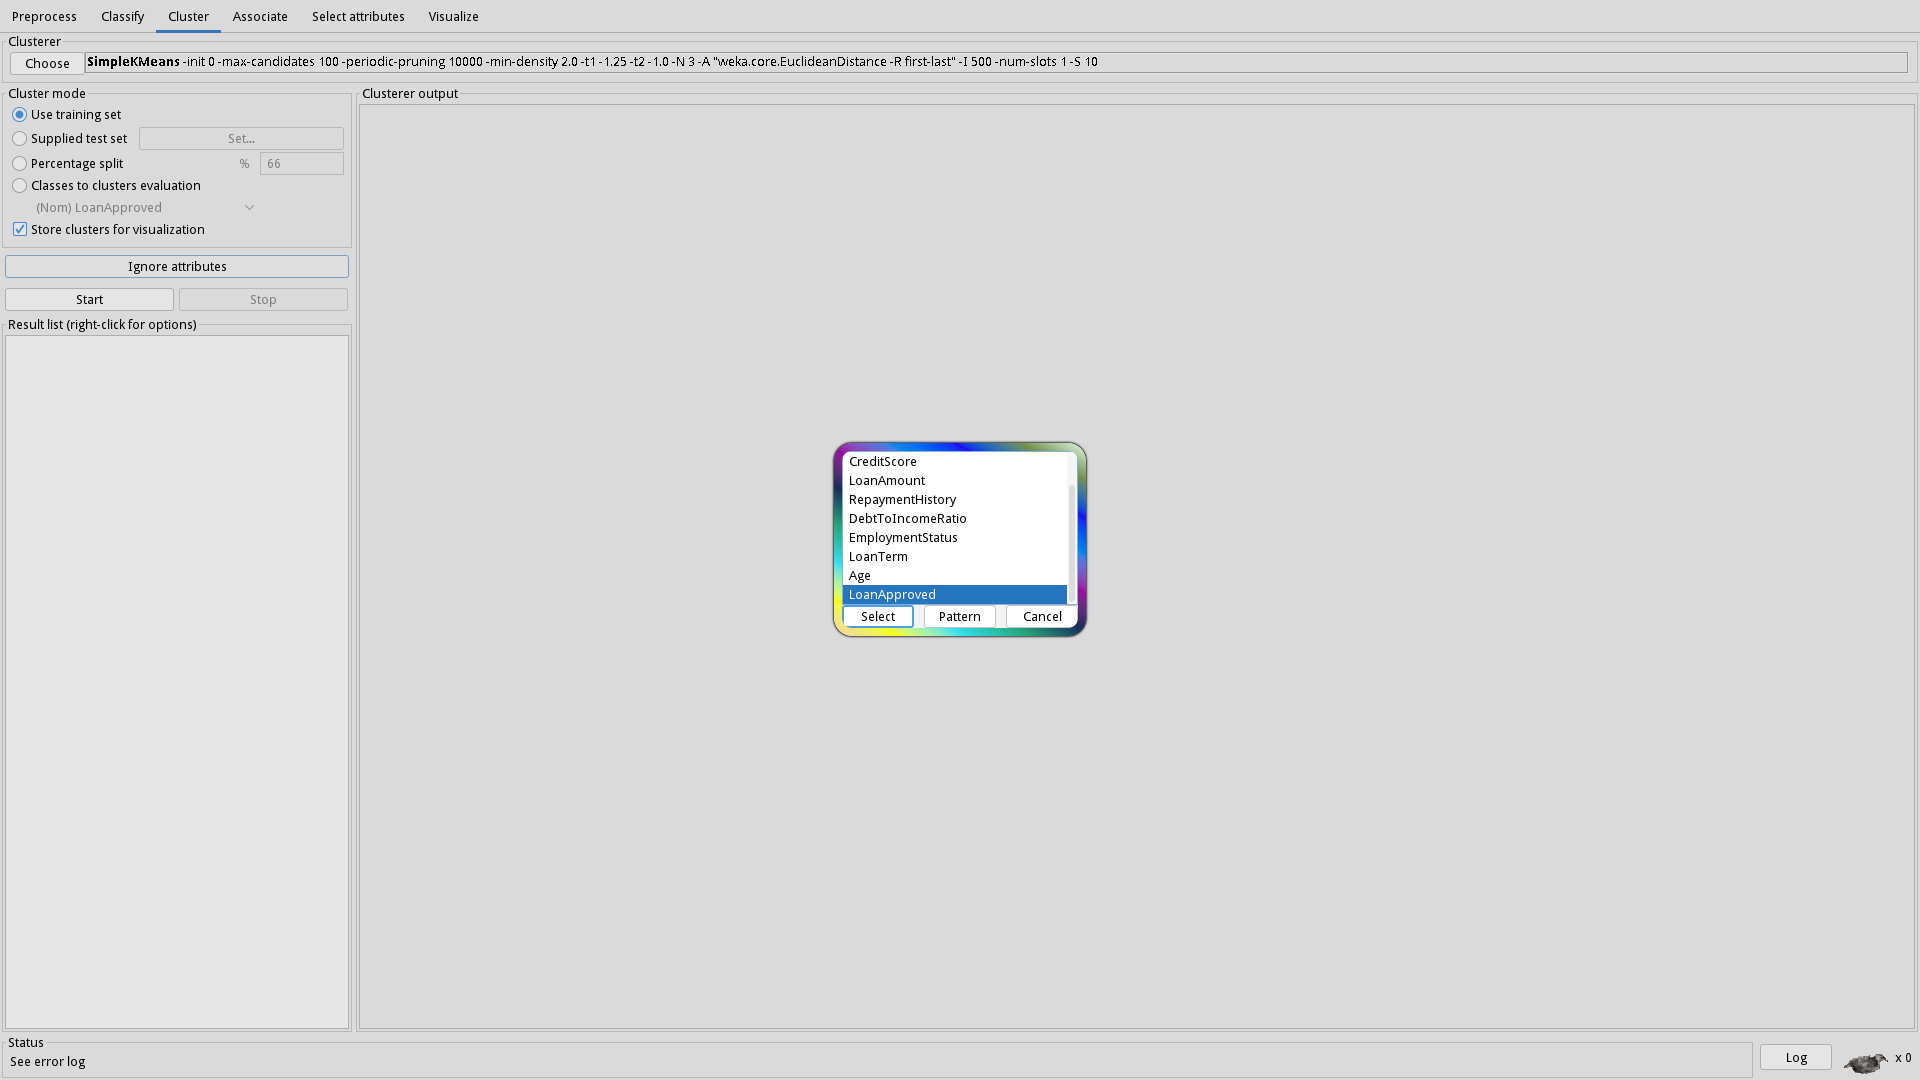 Preprocess Classify Cluster Associate Select attributes Visualize
Clusterer
Choose SimpleKMeans -init 0 -max-candidates 100 -periodic-pruning 10000 -min-density 2.0 -t1 -1.25 -t2 -1.0 -N 3 -A "weka.core.EuclideanDistance -R first-last" -I 500 -num-slots 1 -S 10
Cluster mode
Use training set
Supplied test set Set...
Percentage split % 66
Classes to clusters evaluation
(Nom) LoanApproved
Store clusters for visualization
Ignore attributes
Start Stop
Result list (right-click for options)
Clusterer output
CreditScore
LoanAmount
RepaymentHistory
DebtToIncomeRatio
EmploymentStatus
LoanTerm
Age
LoanApproved
Select Pattern Cancel
Status
See error log
Log x 0